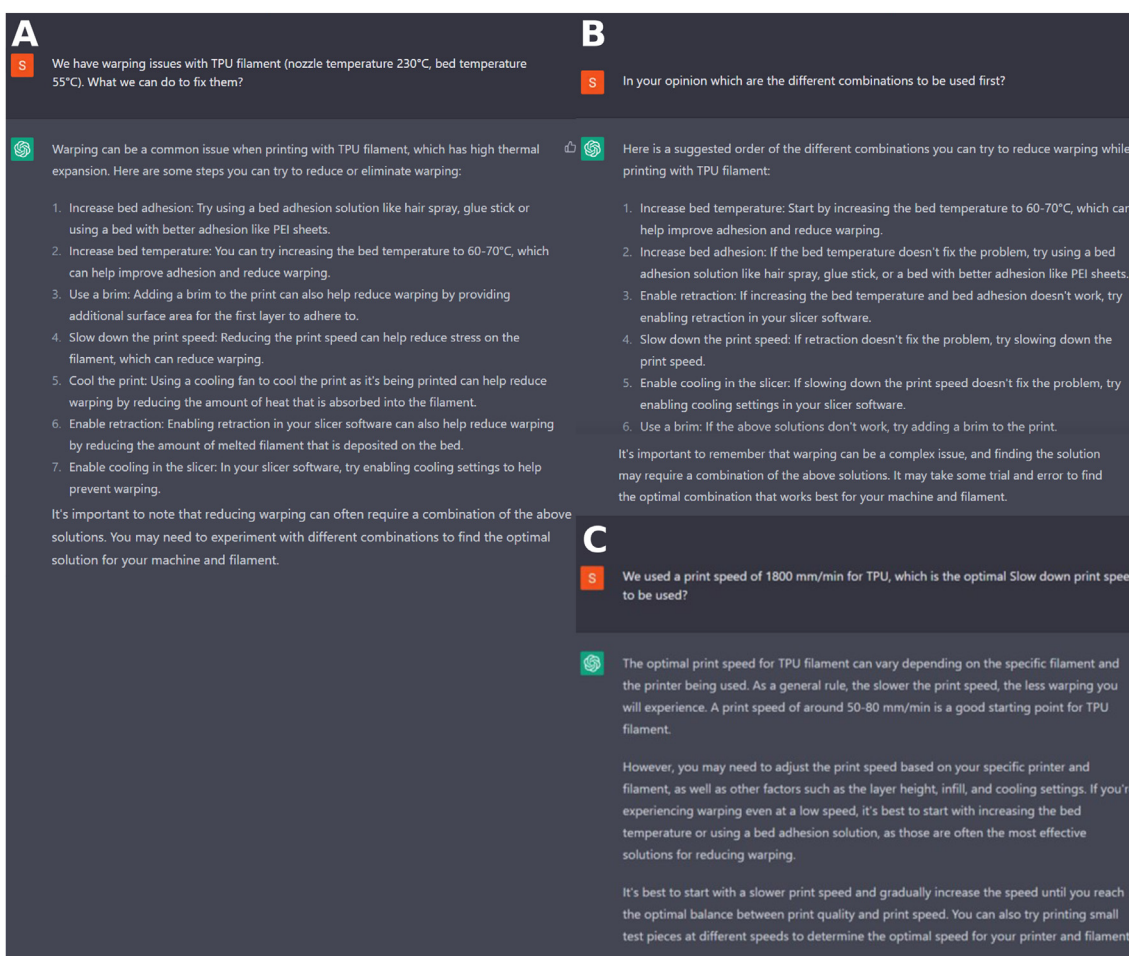 A
S
We have warping issues with TPU filament (nozzle temperature 230°C, bed temperature
55°C). What we can do to fix them?
Warping can be a common issue when printing with TPU filament, which has high thermal
expansion. Here are some steps you can try to reduce or eliminate warping:
1. Increase bed adhesion: Try using a bed adhesion solution like hair spray, glue stick or
using a bed with better adhesion like PEI sheets.
2. Increase bed temperature: You can try increasing the bed temperature to 60-70°C, which
can help improve adhesion and reduce warping.
3. Use a brim: Adding a brim to the print can also help reduce warping by providing
additional surface area for the first layer to adhere to.
4. Slow down the print speed: Reducing the print speed can help reduce stress on the
filament, which can reduce warping.
5. Cool the print: Using a cooling fan to cool the print as it's being printed can help reduce
warping by reducing the amount of heat that is absorbed into the filament.
6. Enable retraction: Enabling retraction in your slicer software can also help reduce warping
by reducing the amount of melted filament that is deposited on the bed.
7. Enable cooling in the slicer: In your slicer software, try enabling cooling settings to help
prevent warping.
It's important to note that reducing warping can often require a combination of the above
solutions. You may need to experiment with different combinations to find the optimal
solution for your machine and filament.
B
S
In your opinion which are the different combinations to be used first?
Here is a suggested order of the different combinations you can try to reduce warping while
printing with TPU filament:
1. Increase bed temperature: Start by increasing the bed temperature to 60-70°C, which can
help improve adhesion and reduce warping.
2. Increase bed adhesion: If the bed temperature doesn't fix the problem, try using a bed
adhesion solution like hair spray, glue stick, or a bed with better adhesion like PEI sheets.
3. Enable retraction: If increasing the bed temperature and bed adhesion doesn't work, try
enabling retraction in your slicer software.
4. Slow down the print speed: If retraction doesn't fix the problem, try slowing down the
print speed.
5. Enable cooling in the slicer: If slowing down the print speed doesn't fix the problem, try
enabling cooling settings in your slicer software.
6. Use a brim: If the above solutions don't work, try adding a brim to the print.
It's important to remember that warping can be a complex issue, and finding the solution
may require a combination of the above solutions. It may take some trial and error to find
the optimal combination that works best for your machine and filament.
C
S
We used a print speed of 1800 mm/min for TPU, which is the optimal Slow down print spee
to be used?
The optimal print speed for TPU filament can vary depending on the specific filament and
the printer being used. As a general rule, the slower the print speed, the less warping you
will experience. A print speed of around 50-80 mm/min is a good starting point for TPU
filament.
However, you may need to adjust the print speed based on your specific printer and
filament, as well as other factors such as the layer height, infill, and cooling settings. If you'r
experiencing warping even at a low speed, it's best to start with increasing the bed
temperature or using a bed adhesion solution, as those are often the most effective
solutions for reducing warping.
It's best to start with a slower print speed and gradually increase the speed until you reach
the optimal balance between print quality and print speed. You can also try printing small
test pieces at different speeds to determine the optimal speed for your printer and filament